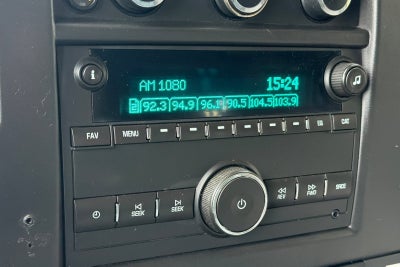 AM 1080 15:24
2 92.3 94.9 96.1 90.5 104.5 103.9
FAV MENU CAT
SEEK SEEK REV FWD